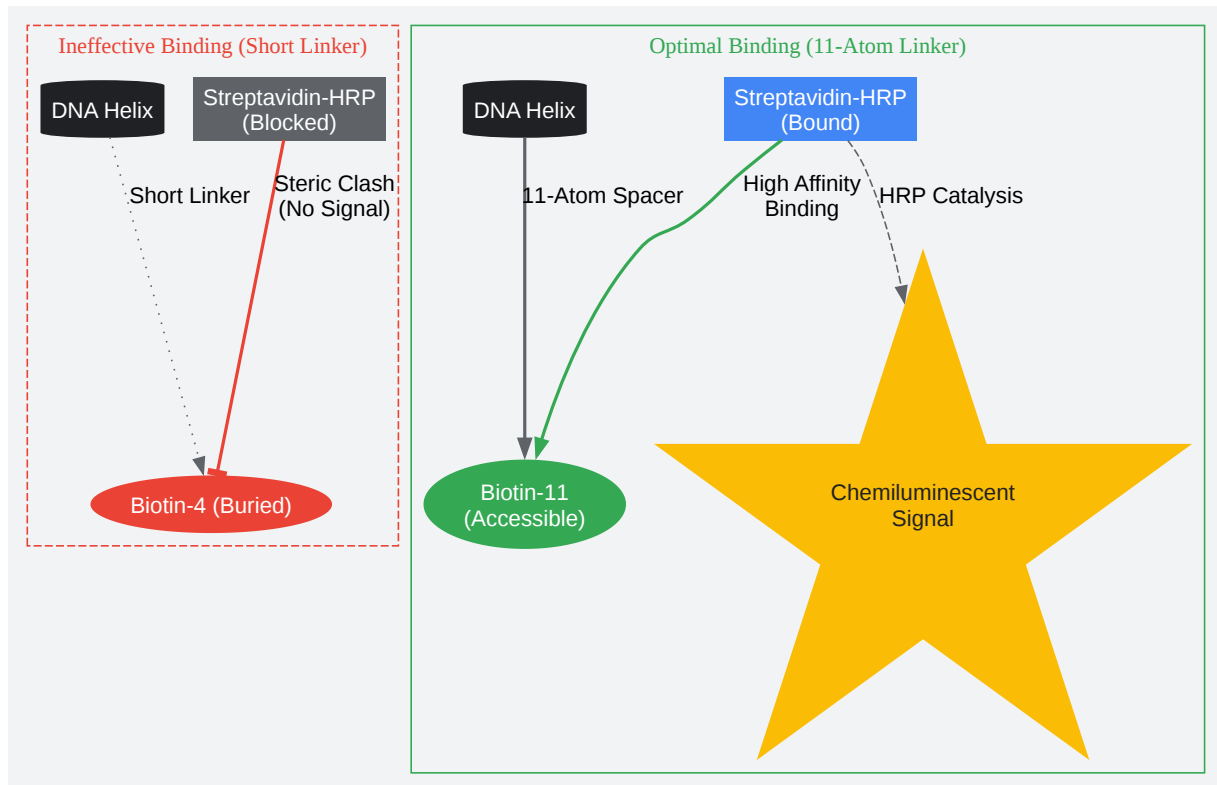 Ineffective Binding (Short Linker)
DNA Helix
Streptavidin-HRP
(Blocked)
Short Linker
Steric Clash
(No Signal)
Biotin-4 (Buried)
Optimal Binding (11-Atom Linker)
DNA Helix
Streptavidin-HRP
(Bound)
11-Atom Spacer
High Affinity
Binding
HRP Catalysis
Biotin-11
(Accessible)
Chemiluminescent
Signal